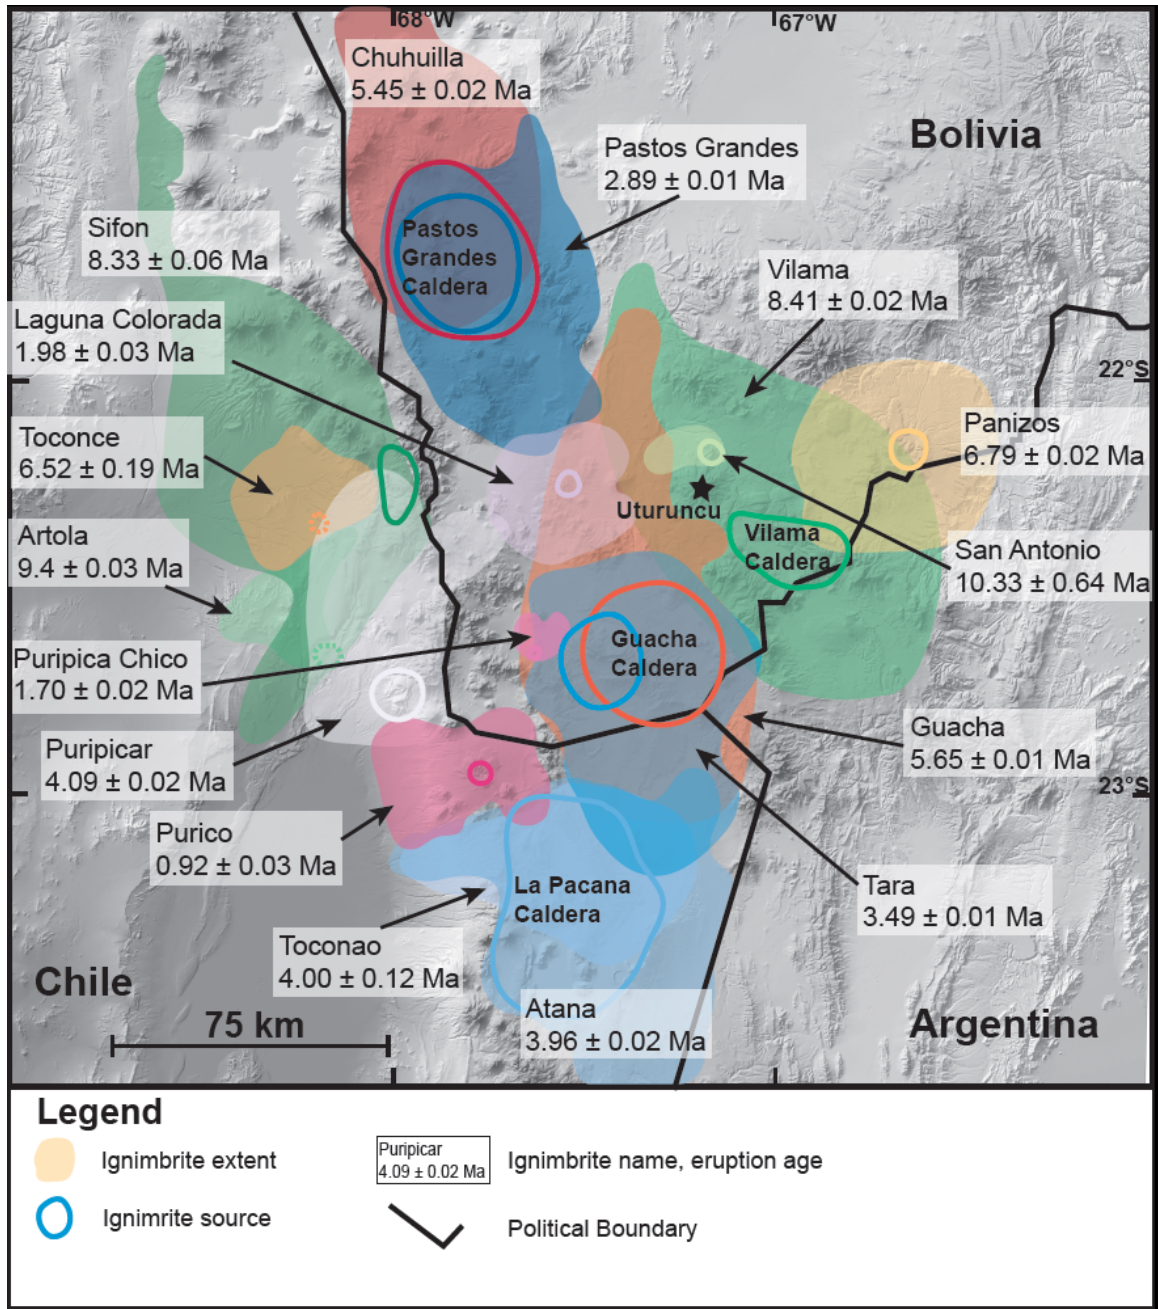 68°W
67°W
Chuhuilla
5.45 ± 0.02 Ma
Bolivia
Pastos Grandes
2.89 ± 0.01 Ma
Pastos
Grandes
Caldera
Sifon
8.33 ± 0.06 Ma
Vilama
8.41 ± 0.02 Ma
Laguna Colorada
1.98 ± 0.03 Ma
22°S
Toconce
6.52 ± 0.19 Ma
Panizos
6.79 ± 0.02 Ma
Uturuncu
Vilama
Caldera
Artola
9.4 ± 0.03 Ma
San Antonio
10.33 ± 0.64 Ma
Guacha
Caldera
Puripica Chico
1.70 ± 0.02 Ma
Guacha
5.65 ± 0.01 Ma
Puripicar
4.09 ± 0.02 Ma
23°S
Purico
0.92 ± 0.03 Ma
La Pacana
Caldera
Tara
3.49 ± 0.01 Ma
Toconao
4.00 ± 0.12 Ma
Chile
Atana
3.96 ± 0.02 Ma
Argentina
75 km
Legend
Ignimbrite extent
Puripicar
4.09 ± 0.02 Ma
Ignimbrite name, eruption age
Ignimrite source
Political Boundary